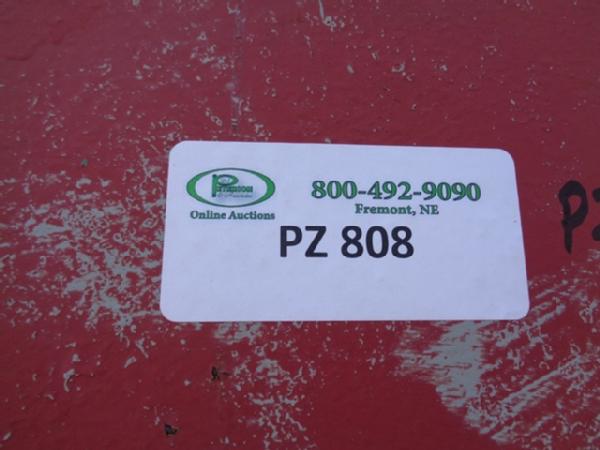 800-492-9090
Fremont, NE
Online Auctions
PZ 808